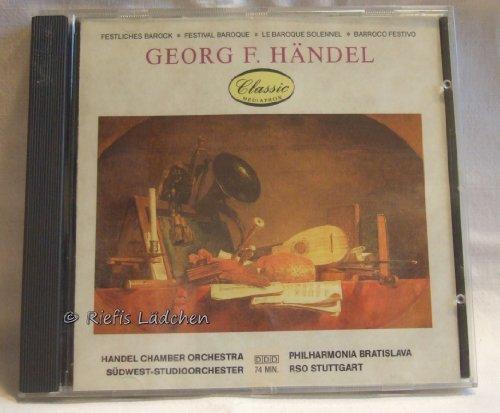 FESTLICHES BAROCK • FESTIVAL BAROQUE • LE BAROQUE SOLENNEL • BARROCO FESTIVO
GEORG F. HÄNDEL
Classic
MEDIAPHON
© Riefis Lädchen
HANDEL CHAMBER ORCHESTRA DDD PHILHARMONIA BRATISLAVA
SÜDWEST-STUDIOORCHESTER 74 MIN. RSO STUTTGART